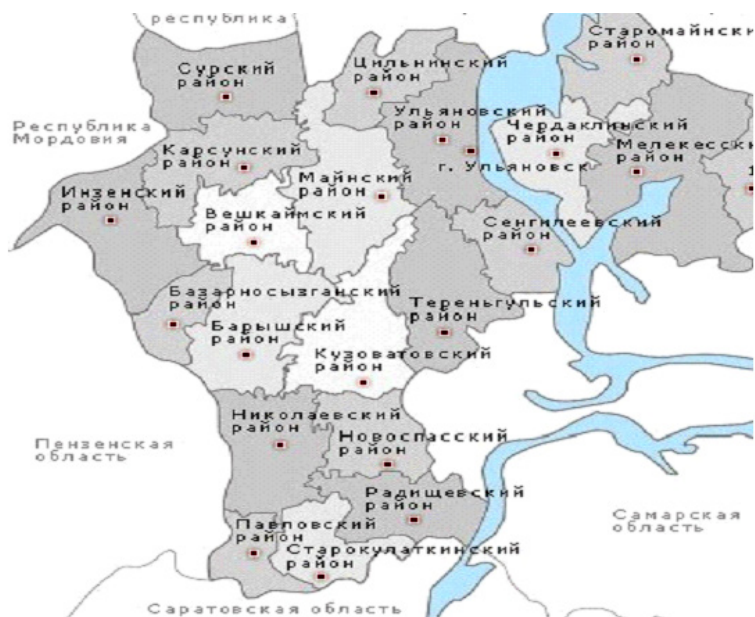 республика
Старомайнски
район
Сурский
район
Цильнинский
район
Республика
Мордовия
Ульяновский
район
Чердаклинский
район
Карсунский
район
Мелекесск
район
г. Ульяновск
Майнский
район
Инзенский
район
Вешкаймский
район
Сенгилеевский
район
Базарносызганский
район
Тереньгульский
район
Барышский
район
Кузоватовский
район
Николаевский
район
Новоспасский
район
Пензенская
область
Радищевский
район
Самарская
область
Павловский
район
Старокулаткинский
район
Саратовская область